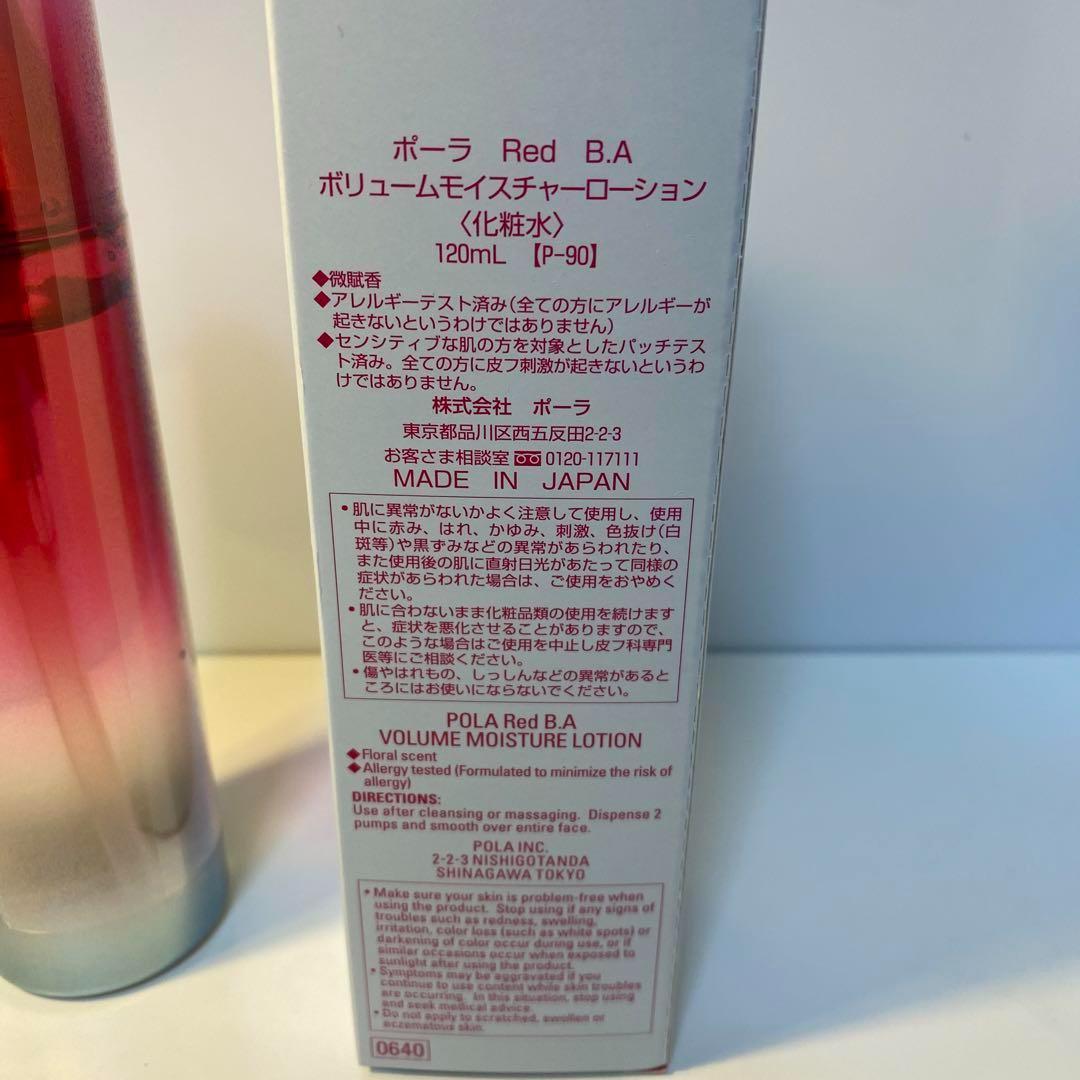 ポーラ Red B.A
ボリュームモイスチャーローション
〈化粧水〉
120mL 【P-90】
◆微賦香
◆アレルギーテスト済み(全ての方にアレルギーが
起きないというわけではありません)
◆センシティブな肌の方を対象としたパッチテス
ト済み。全ての方に皮フ刺激が起きないというわ
けではありません。
株式会社 ポーラ
東京都品川区西五反田2-2-3
お客さま相談室 0120-117111
MADE IN JAPAN
• 肌に異常がないかよく注意して使用し、使用
中に赤み、はれ、かゆみ、刺激、色抜け(白
斑等)や黒ずみなどの異常があらわれたり、
また使用後の肌に直射日光があたって同様の
症状があらわれた場合は、ご使用をおやめく
ださい。
• 肌に合わないまま化粧品類の使用を続けます
と、症状を悪化させることがありますので、
このような場合はご使用を中止し皮フ科専門
医等にご相談ください。
• 傷やはれもの、しっしんなどの異常があると
ころにはお使いにならないでください。
POLA Red B.A
VOLUME MOISTURE LOTION
◆Floral scent
◆Allergy tested (Formulated to minimize the risk of
allergy)
DIRECTIONS:
Use after cleansing or massaging. Dispense 2
pumps and smooth over entire face.
POLA INC.
2-2-3 NISHIGOTANDA
SHINAGAWA TOKYO
• Make sure your skin is problem-free when
using the product. Stop using if any signs of
troubles such as redness, swelling,
irritation, color loss (such as white spots) or
darkening of color occur during use, or if
similar occasions occur when exposed to
sunlight after using the product.
• Symptoms may be aggravated if you
continue to use content while skin troubles
are occurring. In this situation, stop using
and seek medical advice.
• Do not apply to scratched, swollen or
eczematous skin.
0640